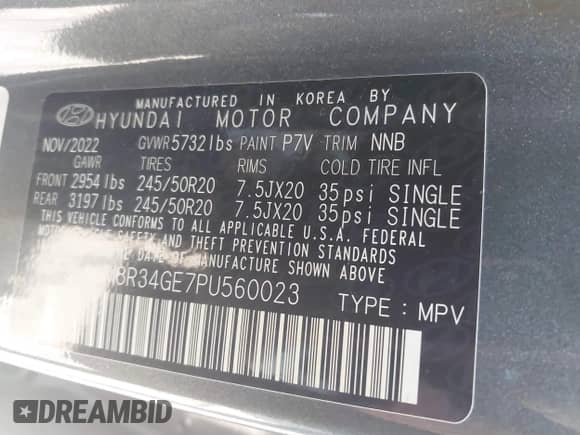 MANUFACTURED IN KOREA BY
HYUNDAI MOTOR COMPANY
NOV/2022 GVWR 5732 lbs PAINT P7V TRIM NNB
GAWR TIRES RIMS COLD TIRE INFL
FRONT 2954 lbs 245/50R20 7.5JX20 35psi SINGLE
REAR 3197 lbs 245/50R20 7.5JX20 35psi SINGLE
THIS VEHICLE CONFORMS TO ALL APPLICABLE U.S.A. FEDERAL
SAFETY AND THEFT PREVENTION STANDARDS
MANUFACTURE SHOWN ABOVE.
8R34GE7PU560023 TYPE : MPV
DREAMBID